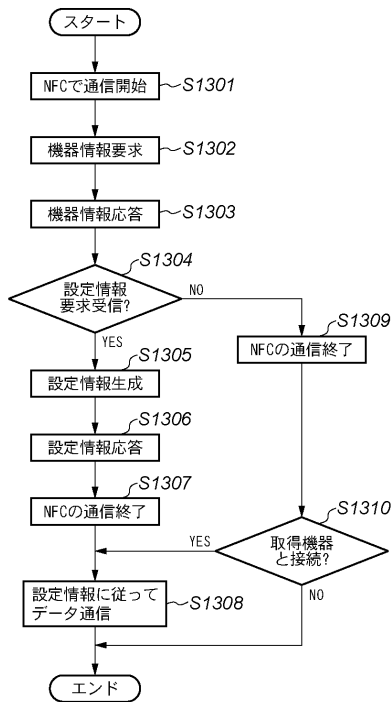 スタート
NFCで通信開始
S1301
機器情報要求
S1302
機器情報応答
S1303
S1304
設定情報
要求受信?
NO
YES
S1305
設定情報生成
S1306
設定情報応答
S1307
NFCの通信終了
S1309
NFCの通信終了
S1310
取得機器
と接続?
YES
NO
設定情報に従って
データ通信
S1308
エンド